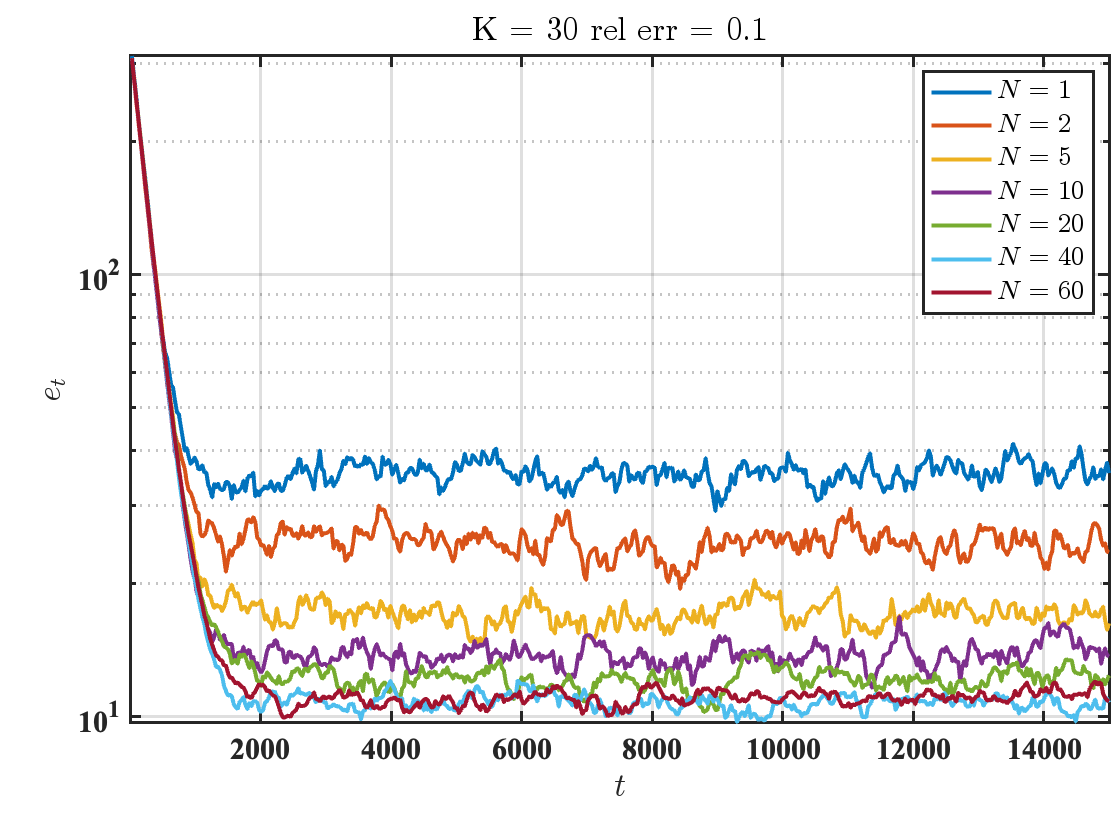 K = 30 rel err = 0.1
N = 1
N = 2
N = 5
N = 10
N = 20
N = 40
N = 60
10²
10¹
e_t
2000 4000 6000 8000 10000 12000 14000
t